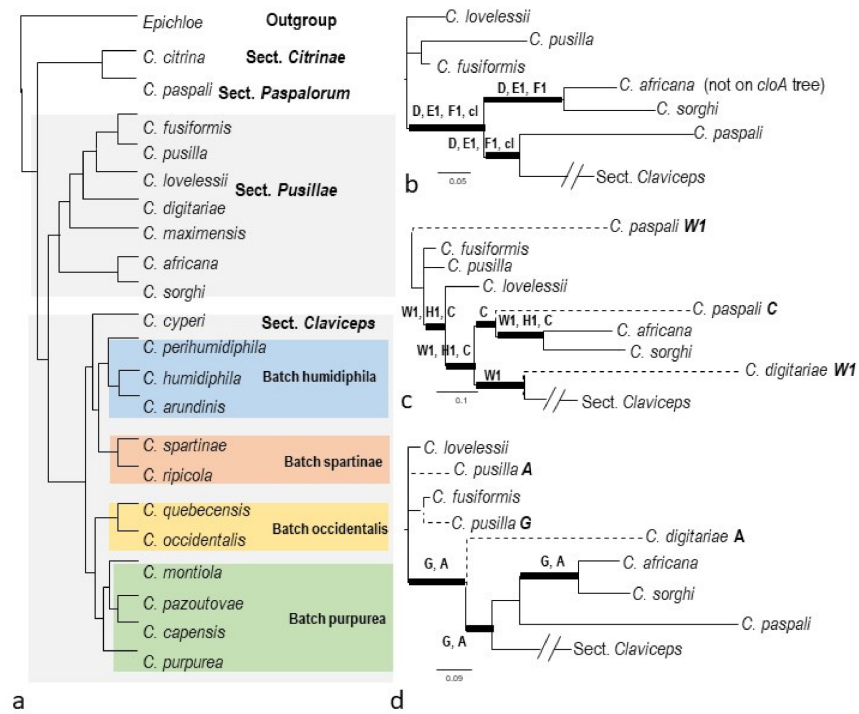 Epichloe Outgroup
C. citrina Sect. Citrinae
C. paspali Sect. Paspalorum
C. fusiformis
C. pusilla
C. lovelessii Sect. Pusillae
C. digitariae
C. maximensis
C. africana
C. sorghi
C. cyperi Sect. Claviceps
C. perihumidiphila
C. humidiphila Batch humidiphila
C. arundinis
C. spartinae Batch spartinae
C. ripicola
C. quebecensis Batch occidentalis
C. occidentalis
C. montiola
C. pazoutovae Batch purpurea
C. capensis
C. purpurea
a
C. lovelessii
C. pusilla
C. fusiformis
D, E1, F1
C. africana (not on cloA tree)
C. sorghi
D, E1, F1, cl
C. paspali
D, E1, F1, cl
Sect. Claviceps
0.05
b
C. paspali W1
C. fusiformis
C. pusilla
C. lovelessii
W1, H1, C
C
C. paspali C
W1, H1, C
C. africana
C. sorghi
W1, H1, C
W1
C. digitariae W1
Sect. Claviceps
0.1
c
C. lovelessii
C. pusilla A
C. fusiformis
C. pusilla G
C. digitariae A
G, A
G, A
C. africana
C. sorghi
C. paspali
G, A
Sect. Claviceps
0.09
d